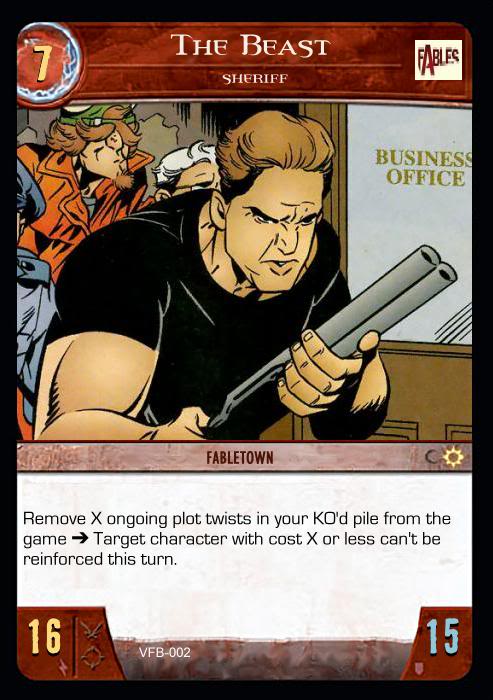 7
The Beast
Sheriff
FABLES
BUSINESS
OFFICE
FABLETOWN
C
Remove X ongoing plot twists in your KO'd pile from the
game ➔ Target character with cost X or less can't be
reinforced this turn.
16
VFB-002
15